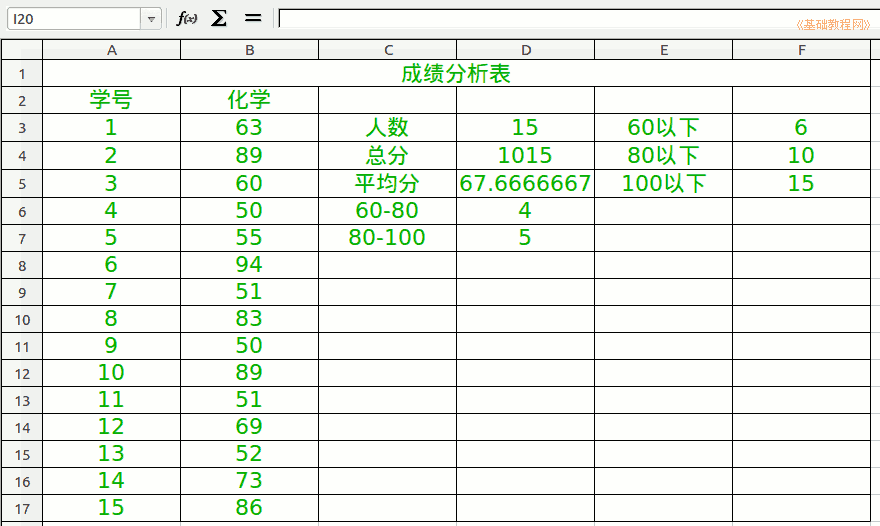 I20 f(x) Σ =
《基础教程网》
A B C D E F
1 成绩分析表
2 学号 化学
3 1 63 人数 15 60以下 6
4 2 89 总分 1015 80以下 10
5 3 60 平均分 67.6666667 100以下 15
6 4 50 60-80 4
7 5 55 80-100 5
8 6 94
9 7 51
10 8 83
11 9 50
12 10 89
13 11 51
14 12 69
15 13 52
16 14 73
17 15 86